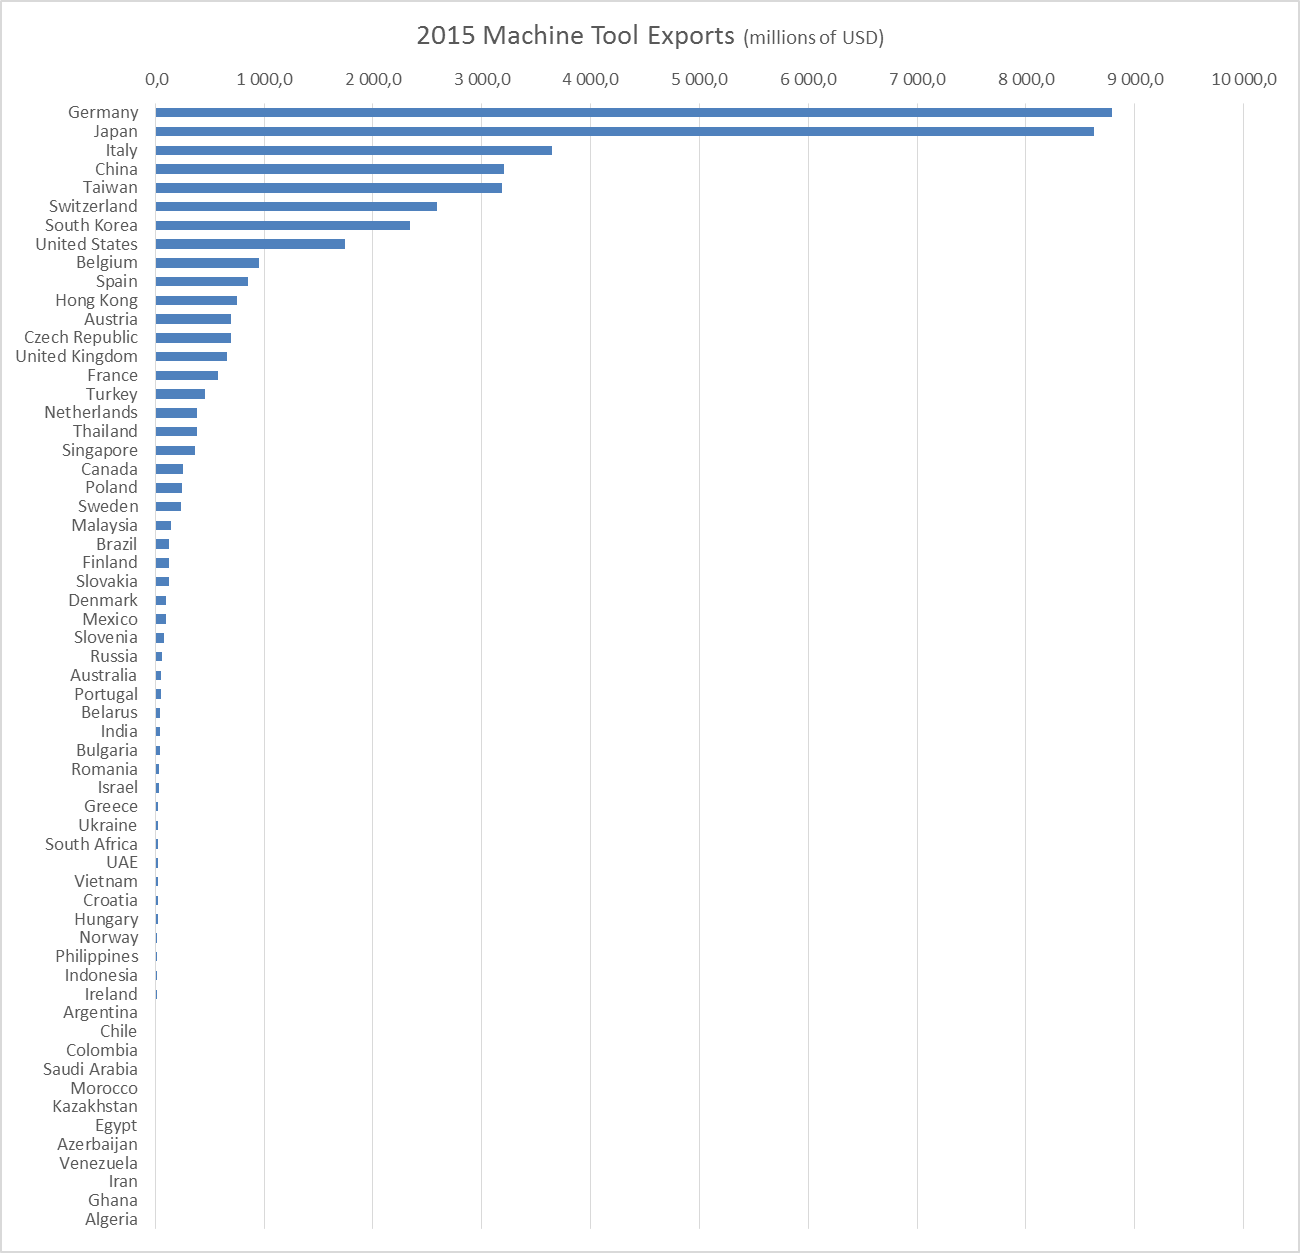 2015 Machine Tool Exports (millions of USD)
0,0 1 000,0 2 000,0 3 000,0 4 000,0 5 000,0 6 000,0 7 000,0 8 000,0 9 000,0 10 000,0
Germany
Japan
Italy
China
Taiwan
Switzerland
South Korea
United States
Belgium
Spain
Hong Kong
Austria
Czech Republic
United Kingdom
France
Turkey
Netherlands
Thailand
Singapore
Canada
Poland
Sweden
Malaysia
Brazil
Finland
Slovakia
Denmark
Mexico
Slovenia
Russia
Australia
Portugal
Belarus
India
Bulgaria
Romania
Israel
Greece
Ukraine
South Africa
UAE
Vietnam
Croatia
Hungary
Norway
Philippines
Indonesia
Ireland
Argentina
Chile
Colombia
Saudi Arabia
Morocco
Kazakhstan
Egypt
Azerbaijan
Venezuela
Iran
Ghana
Algeria